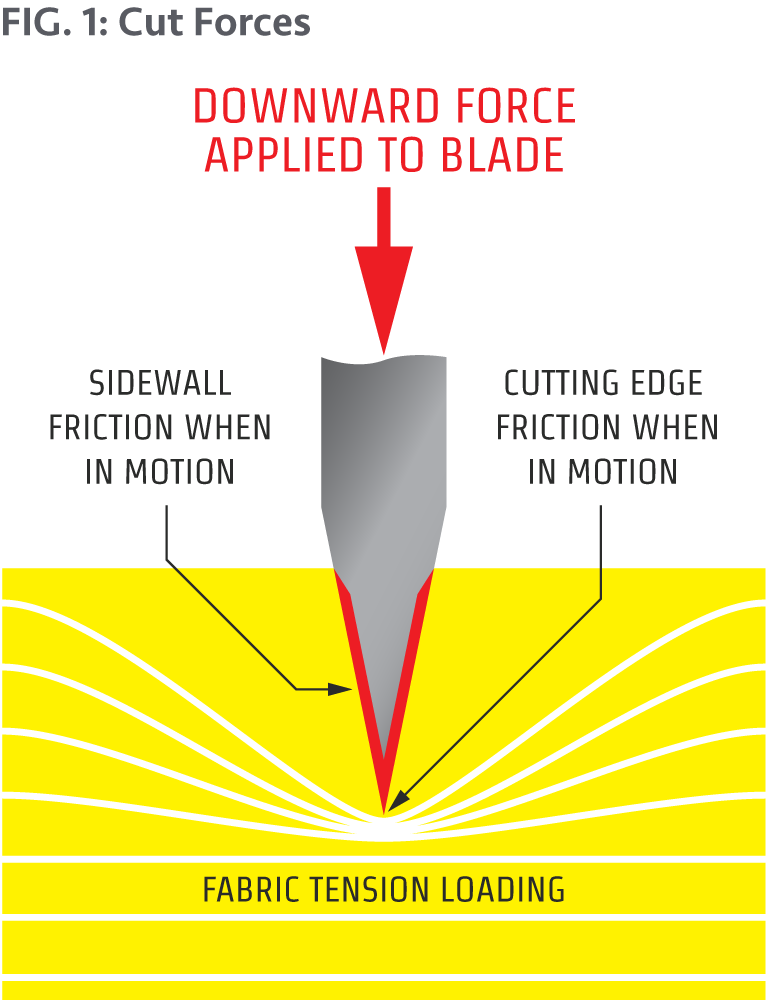 FIG. 1: Cut Forces
DOWNWARD FORCE
APPLIED TO BLADE
SIDEWALL
FRICTION WHEN
IN MOTION
CUTTING EDGE
FRICTION WHEN
IN MOTION
FABRIC TENSION LOADING